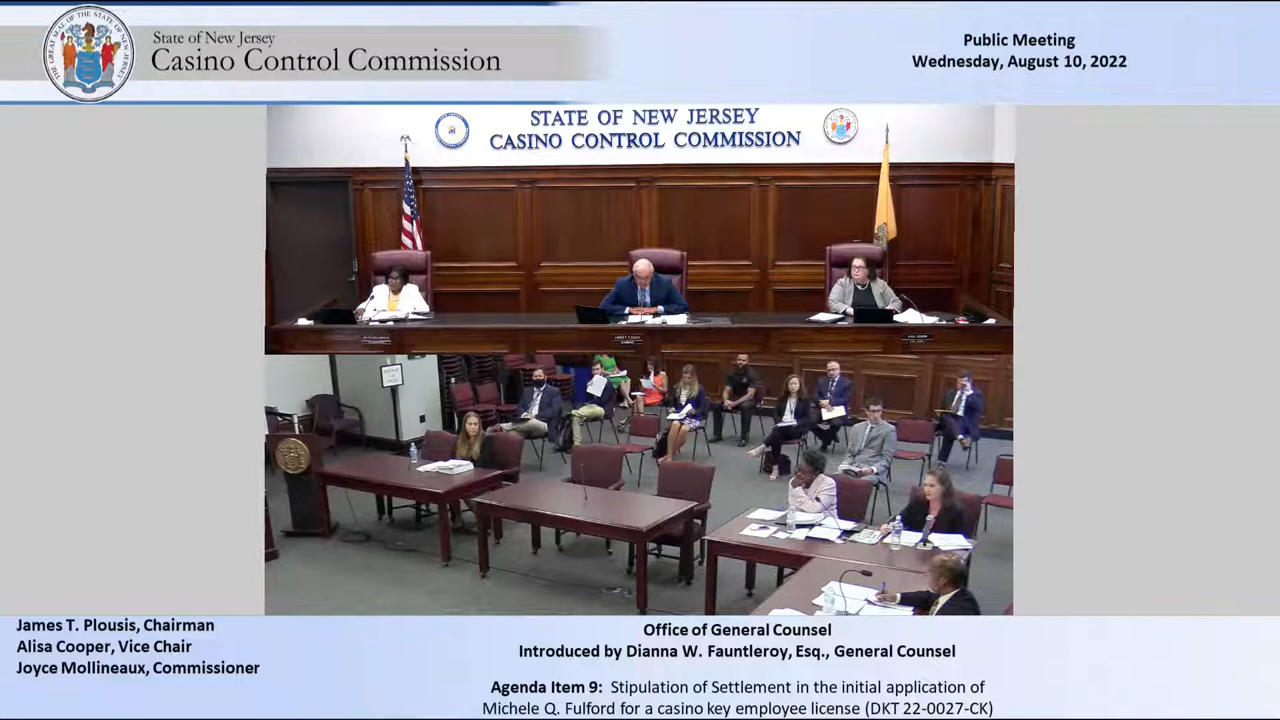 State of New Jersey
Casino Control Commission
Public Meeting
Wednesday, August 10, 2022
STATE OF NEW JERSEY
CASINO CONTROL COMMISSION
James T. Plousis, Chairman
Alisa Cooper, Vice Chair
Joyce Mollineaux, Commissioner
Office of General Counsel
Introduced by Dianna W. Fauntleroy, Esq., General Counsel
Agenda Item 9: Stipulation of Settlement in the initial application of
Michele Q. Fulford for a casino key employee license (DKT 22-0027-CK)